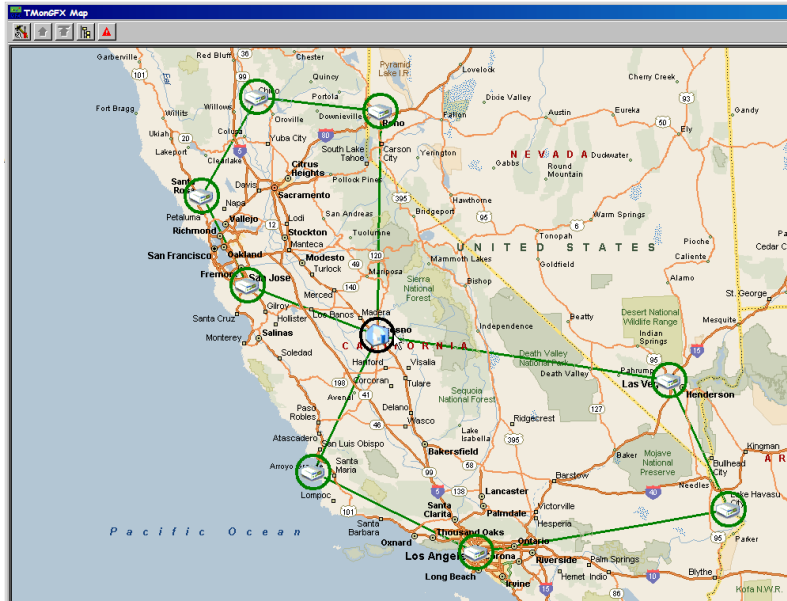 TMonGFX Map
Garberville
Red Bluff
Chester
Quincy
Portola
Pyramid
Lake I.R.
Lovelock
Cherry Creek
Gandy
Fort Bragg
Willits
Willows
Chico
Oroville
Downieville
Reno
Fallon
Dixie Valley
Austin
Eureka
Ely
Ukiah
Lakeport
Colusa
Clearlake
Yuba City
South Lake
Tahoe
Carson
City
Yerington
Gabbs
NEVADA
Duckwater
Round
Mountain
Citrus
Heights
Pollock Pines
Davis
Sacramento
Santa
Napa
Petaluma
Vallejo
Richmond
Lodi
Stockton
Manteca
San Andreas
Tuolumne
Bridgeport
Hawthorne
Warm Springs
Tonopah
Goldfield
Pioche
Caliente
Alamo
Cedar C
UNITED STATES
San Francisco
Oakland
Fremont
San Jose
Modesto
Turlock
Merced
Mariposa
Mammoth Lakes
Bishop
Sierra
National
Forest
Santa Cruz
Gilroy
Hollister
Los Banos
Madera
Monterey
Salinas
Soledad
Fresno
CALIFORNIA
Independence
Beatty
Desert National
Wildlife Range
Indian
Springs
Mesquite
St. George
Hanford
Visalia
Corcoran
Tulare
Avenal
Delano
Wasco
Sequoia
National Forest
Death Valley
National Park
Death Valley
Pahrump
Las Ve
Henderson
Paso
Robles
Atascadero
San Luis Obispo
Arroyo
Santa
Maria
Lompoc
Lake
Isabella
Bakersfield
Ridgecrest
Baker
Mojave
National
Preserve
Bullhead
City
Kingman
AR
Needles
Lake Havasu
City
Barstow
Lancaster
Palmdale
Victorville
Hesperia
Santa
Clarita
Santa
Barbara
Oxnard
Thousand Oaks
Los Angel
Long Beach
Irvine
Ontario
Corona
Riverside
Hemet
Indio
Palm Springs
Blythe
Parker
Kofa N.W.R.
Pacific Ocean